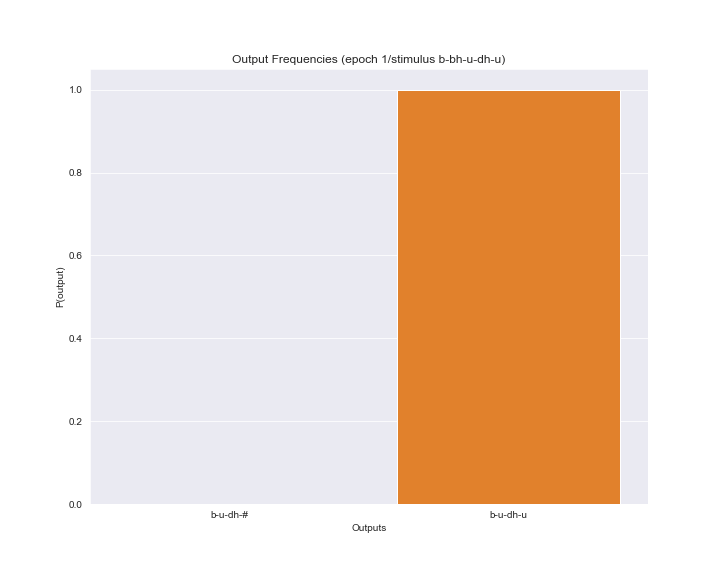 Output Frequencies (epoch 1/stimulus b-bh-u-dh-u)
1.0
0.8
0.6
0.4
0.2
0.0
P(output)
b-u-dh-# b-u-dh-u
Outputs